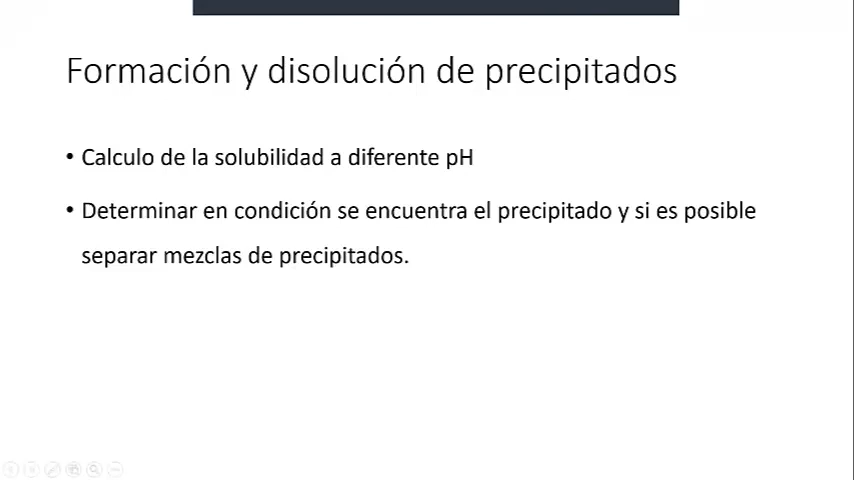 Formación y disolución de precipitados
• Calculo de la solubilidad a diferente pH
• Determinar en condición se encuentra el precipitado y si es posible
separar mezclas de precipitados.